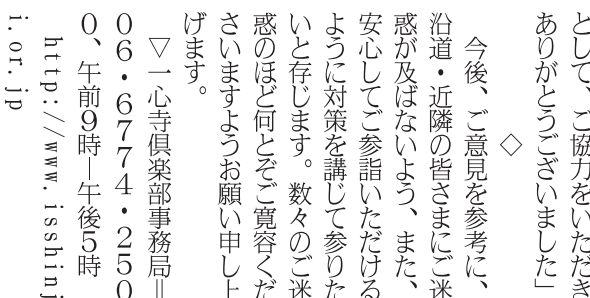 として、ご協力をいただき
ありがとうございました」
◇
今後、ご意見を参考に、
沿道・近隣の皆さまにご迷
惑が及ばないよう、また、
安心してご参詣いただける
ように対策を講じて参りた
いと存じます。数々のご迷
惑のほど何とぞご寛容くだ
さいますようお願い申し上
げます。
▽一心寺倶楽部事務局＝
０６・６７７４・２５０
０、午前９時―午後５時
http://www.isshinj
i.or.jp